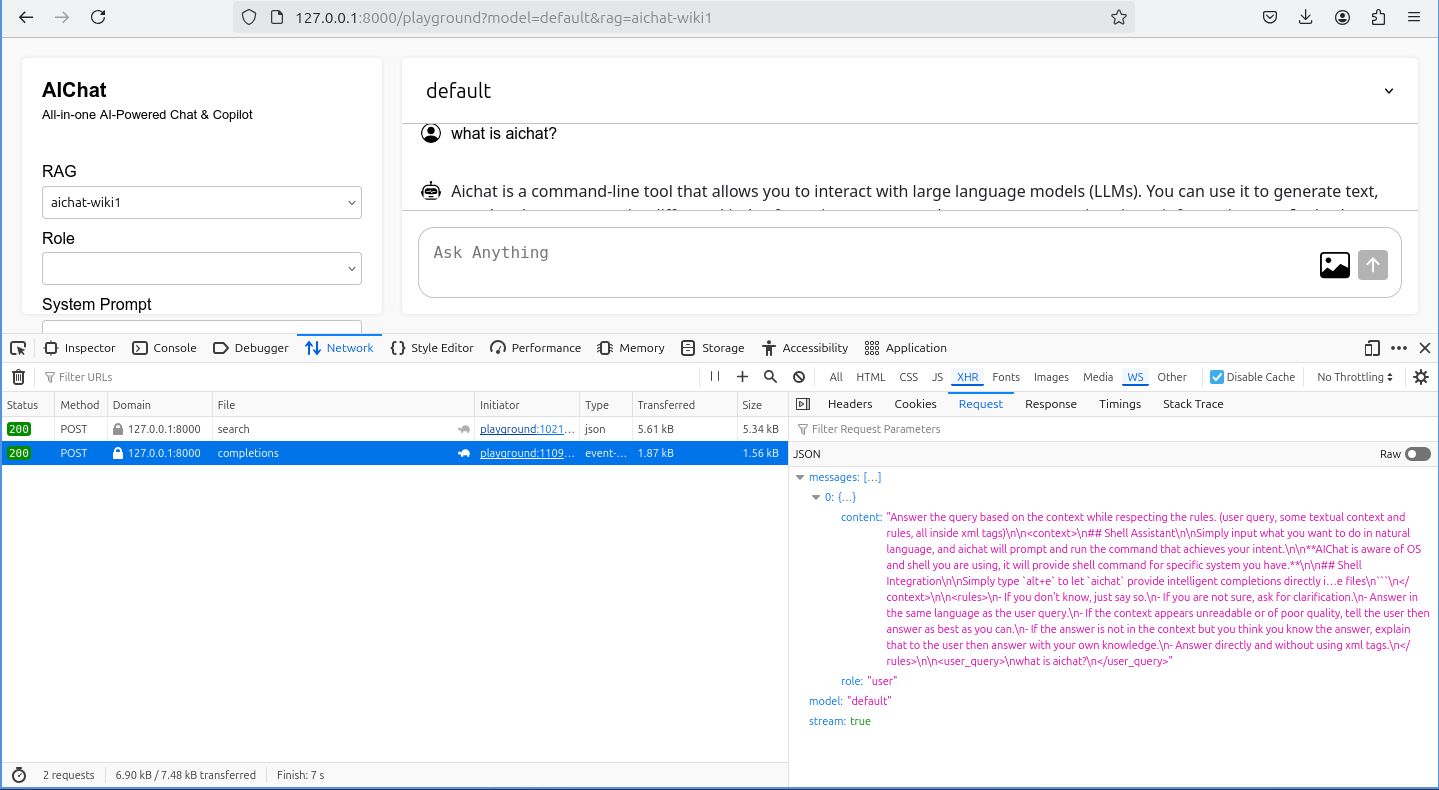 127.0.0.1:8000/playground?model=default&rag=aichat-wiki1
AIChat
All-in-one AI-Powered Chat & Copilot
RAG
aichat-wiki1
Role
System Prompt
default
what is aichat?
Aichat is a command-line tool that allows you to interact with large language models (LLMs). You can use it to generate text,
Ask Anything
Inspector Console Debugger Network Style Editor Performance Memory Storage Accessibility Application
Filter URLs
All HTML CSS JS XHR Fonts Images Media WS Other Disable Cache No Throttling
Status Method Domain File Initiator Type Transferred Size
200 POST 127.0.0.1:8000 search playground:1021… json 5.61 kB 5.34 kB
200 POST 127.0.0.1:8000 completions playground:1109… event-… 1.87 kB 1.56 kB
2 requests 6.90 kB / 7.48 kB transferred Finish: 7 s
Headers Cookies Request Response Timings Stack Trace
Filter Request Parameters
JSON Raw
messages: […]
0: {…}
content: "Answer the query based on the context while respecting the rules. (user query, some textual context and
rules, all inside xml tags)\n\n<context>\n## Shell Assistant\n\nSimply input what you want to do in natural
language, and aichat will prompt and run the command that achieves your intent.\n\n**AIChat is aware of OS
and shell you are using, it will provide shell command for specific system you have.**\n\n## Shell
Integration\n\nSimply type `alt+e` to let `aichat` provide intelligent completions directly i…e files\n```\n</
context>\n\n<rules>\n- If you don't know, just say so.\n- If you are not sure, ask for clarification.\n- Answer in
the same language as the user query.\n- If the context appears unreadable or of poor quality, tell the user then
answer as best as you can.\n- If the answer is not in the context but you think you know the answer, explain
that to the user then answer with your own knowledge.\n- Answer directly and without using xml tags.\n</
rules>\n\n<user_query>\nwhat is aichat?\n</user_query>"
role: "user"
model: "default"
stream: true